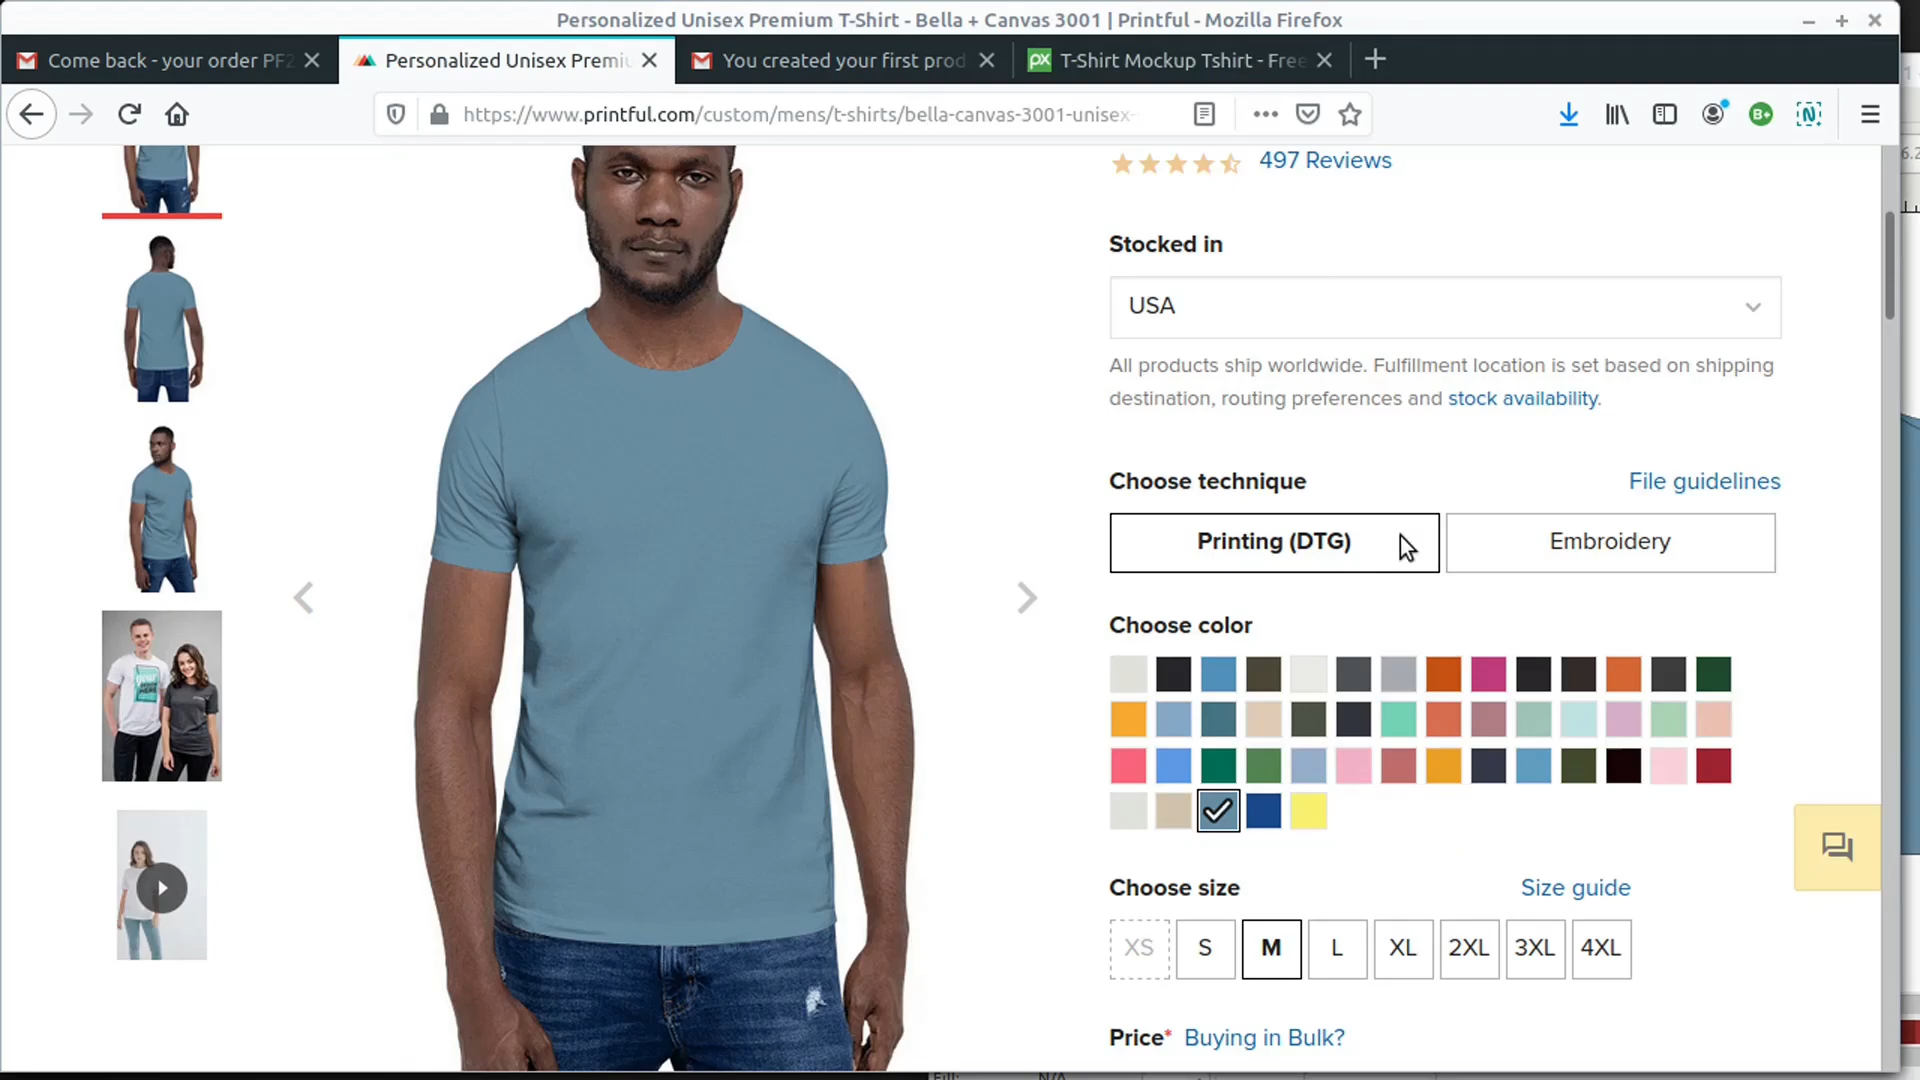 Personalized Unisex Premium T-Shirt - Bella + Canvas 3001 | Printful - Mozilla Firefox
Come back - your order PF2
Personalized Unisex Premiu
You created your first prod
px T-Shirt Mockup Tshirt - Free
https://www.printful.com/custom/mens/t-shirts/bella-canvas-3001-unisex-
B+
N
497 Reviews
Stocked in
USA
All products ship worldwide. Fulfillment location is set based on shipping
destination, routing preferences and stock availability.
Choose technique
File guidelines
Printing (DTG)
Embroidery
Choose color
Choose size
Size guide
XS
S
M
L
XL
2XL
3XL
4XL
Price* Buying in Bulk?